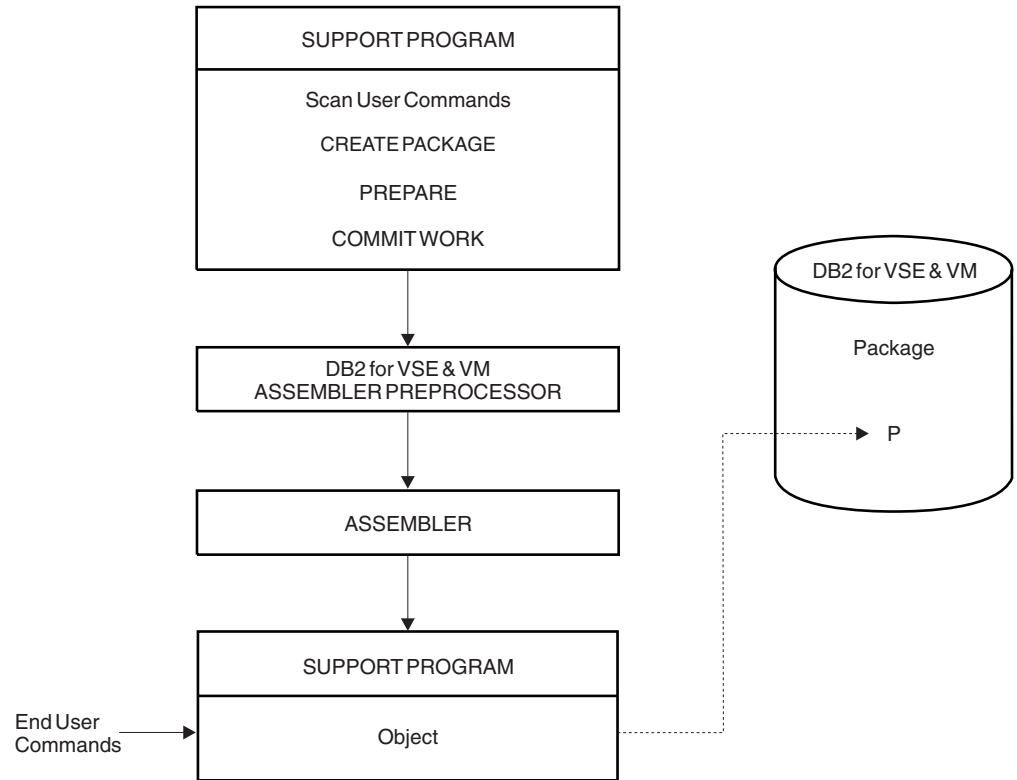 SUPPORT PROGRAM
Scan User Commands
CREATE PACKAGE
PREPARE
COMMIT WORK
DB2 for VSE & VM
Package
P
DB2 for VSE & VM
ASSEMBLER PREPROCESSOR
ASSEMBLER
SUPPORT PROGRAM
End User
Commands
Object